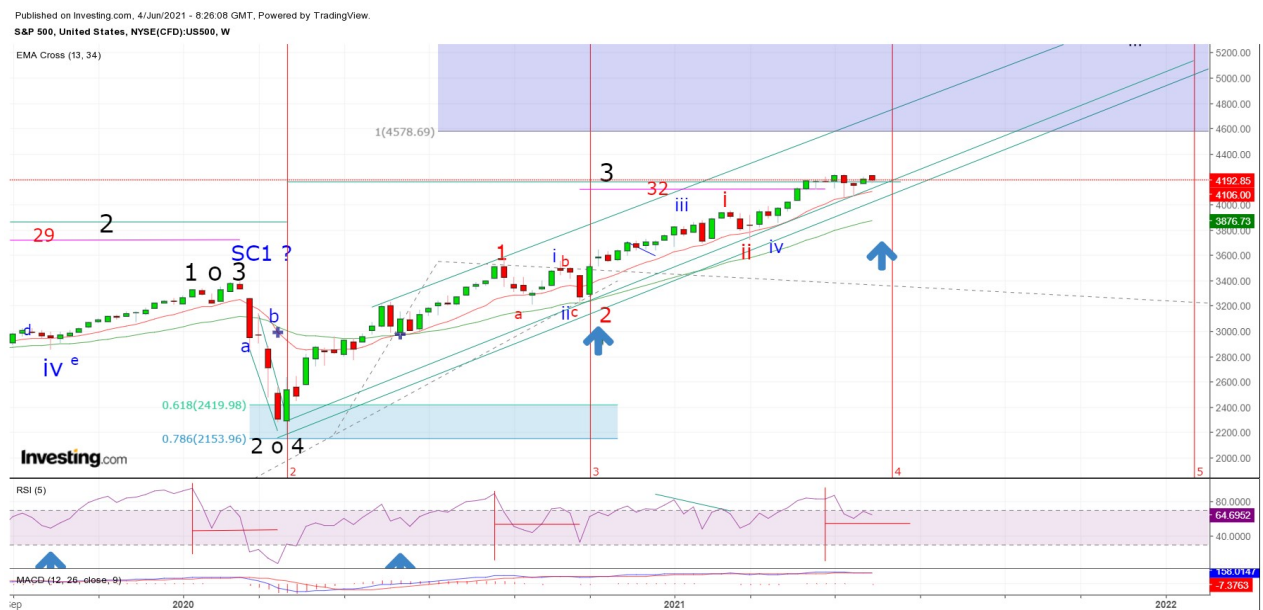 Published on Investing.com, 4/Jun/2021 - 8:26:08 GMT, Powered by TradingView.
S&P 500, United States, NYSE(CFD):US500, W
EMA Cross (13, 34)
5200.00
5000.00
4800.00
1(4578.69)
4600.00
4400.00
3
32
4192.85
4106.00
4000.00
iii
i
2
29
3876.73
3800.00
SC1 ?
1
i
b
ii
iv
3600.00
1 o 3
3400.00
b
a
iic
2
3200.00
d
3000.00
a
iv e
2800.00
2600.00
0.618(2419.98)
2400.00
0.786(2153.96)
2 o 4
2200.00
Investing.com
2000.00
2
3
4
5
RSI (5)
80.0000
64.6952
40.0000
MACD (12, 26, close, 9)
158.0147
-7.3763
2020
2021
2022